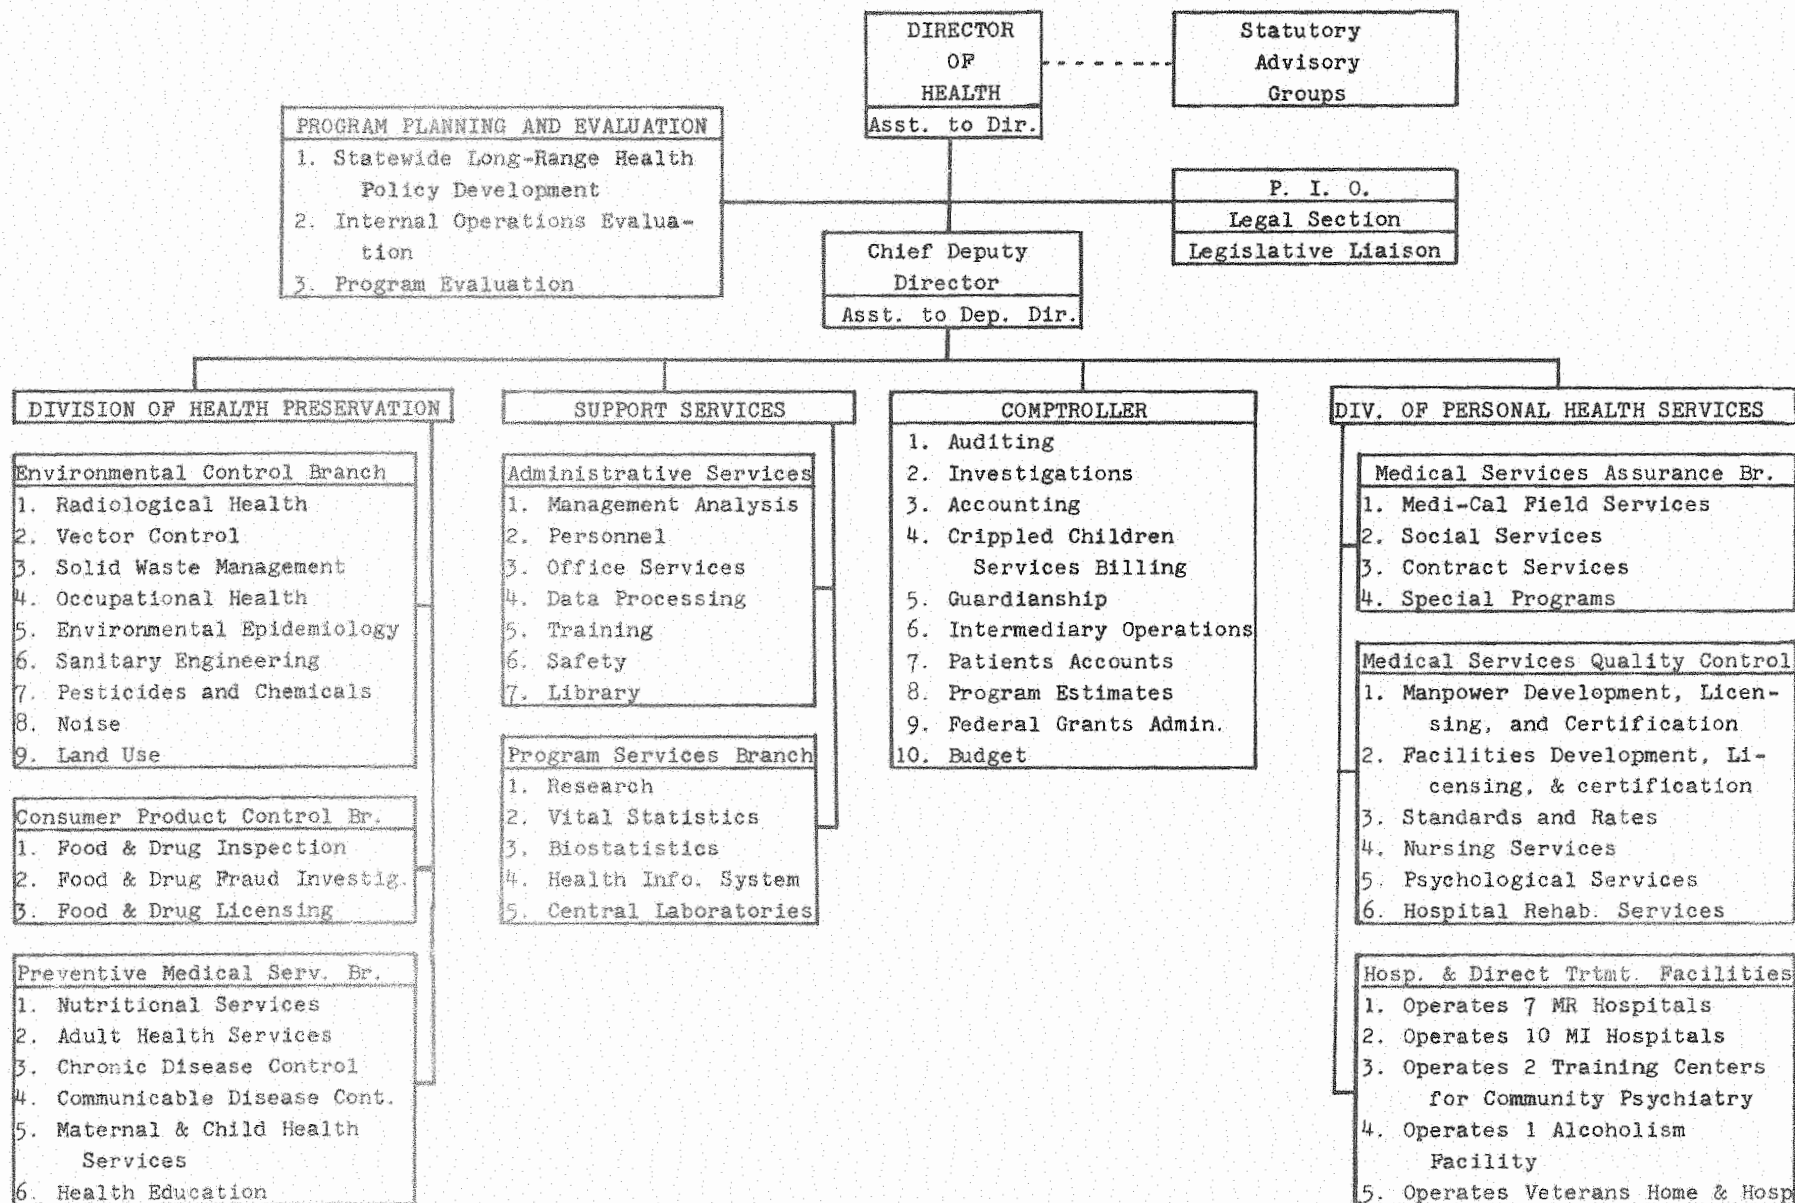 DIRECTOR
OF
HEALTH
Asst. to Dir.
Statutory
Advisory
Groups
PROGRAM PLANNING AND EVALUATION
1. Statewide Long-Range Health
Policy Development
2. Internal Operations Evalua-
tion
3. Program Evaluation
P. I. O.
Legal Section
Legislative Liaison
Chief Deputy
Director
Asst. to Dep. Dir.
DIVISION OF HEALTH PRESERVATION
Environmental Control Branch
1. Radiological Health
2. Vector Control
3. Solid Waste Management
4. Occupational Health
5. Environmental Epidemiology
6. Sanitary Engineering
7. Pesticides and Chemicals
8. Noise
9. Land Use
Consumer Product Control Br.
1. Food & Drug Inspection
2. Food & Drug Fraud Investig.
3. Food & Drug Licensing
Preventive Medical Serv. Br.
1. Nutritional Services
2. Adult Health Services
3. Chronic Disease Control
4. Communicable Disease Cont.
5. Maternal & Child Health
Services
6. Health Education
SUPPORT SERVICES
Administrative Services
1. Management Analysis
2. Personnel
3. Office Services
4. Data Processing
5. Training
6. Safety
7. Library
Program Services Branch
1. Research
2. Vital Statistics
3. Biostatistics
4. Health Info. System
5. Central Laboratories
COMPTROLLER
1. Auditing
2. Investigations
3. Accounting
4. Crippled Children
Services Billing
5. Guardianship
6. Intermediary Operations
7. Patients Accounts
8. Program Estimates
9. Federal Grants Admin.
10. Budget
DIV. OF PERSONAL HEALTH SERVICES
Medical Services Assurance Br.
1. Medi-Cal Field Services
2. Social Services
3. Contract Services
4. Special Programs
Medical Services Quality Control
1. Manpower Development, Licen-
sing, and Certification
2. Facilities Development, Li-
censing, & certification
3. Standards and Rates
4. Nursing Services
5. Psychological Services
6. Hospital Rehab. Services
Hosp. & Direct Trtmt. Facilities
1. Operates 7 MR Hospitals
2. Operates 10 MI Hospitals
3. Operates 2 Training Centers
for Community Psychiatry
4. Operates 1 Alcoholism
Facility
5. Operates Veterans Home & Hosp